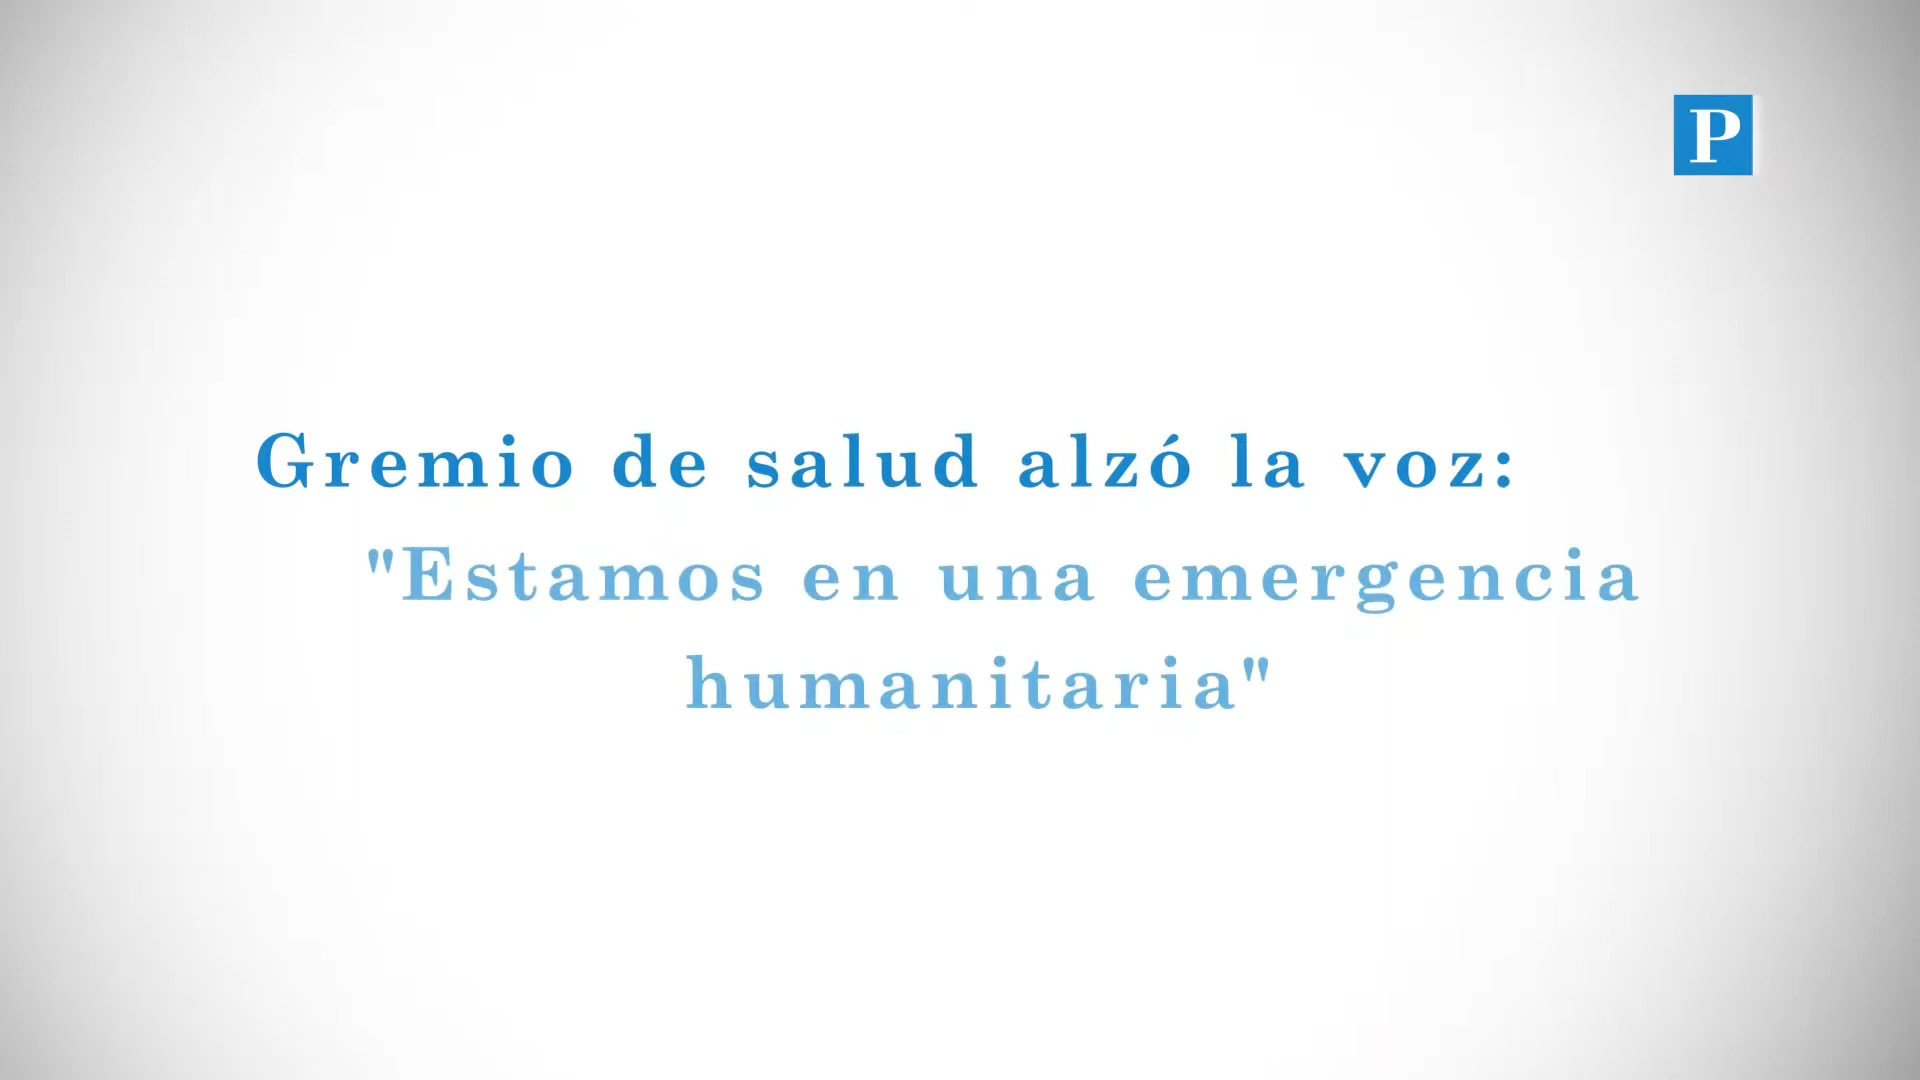 P
Gremio de salud alzó la voz:
"Estamos en una emergencia
humanitaria"